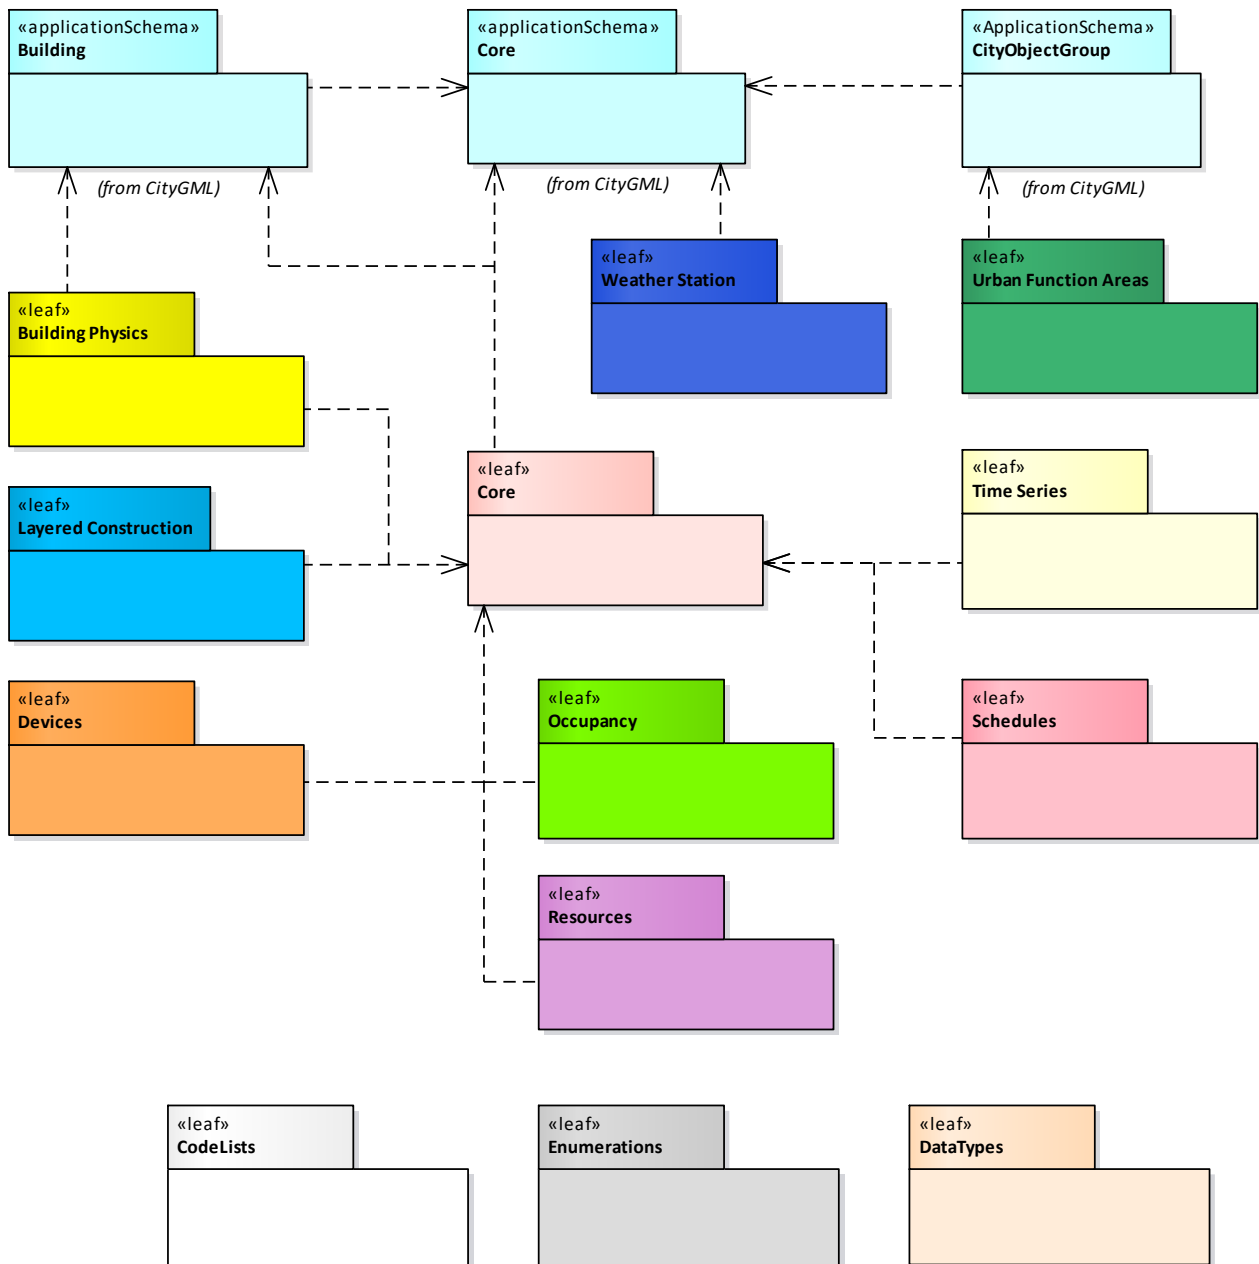 «applicationSchema»
Building
«applicationSchema»
Core
«ApplicationSchema»
CityObjectGroup
(from CityGML)
(from CityGML)
(from CityGML)
«leaf»
Weather Station
«leaf»
Urban Function Areas
«leaf»
Building Physics
«leaf»
Core
«leaf»
Time Series
«leaf»
Layered Construction
«leaf»
Devices
«leaf»
Occupancy
«leaf»
Schedules
«leaf»
Resources
«leaf»
CodeLists
«leaf»
Enumerations
«leaf»
DataTypes